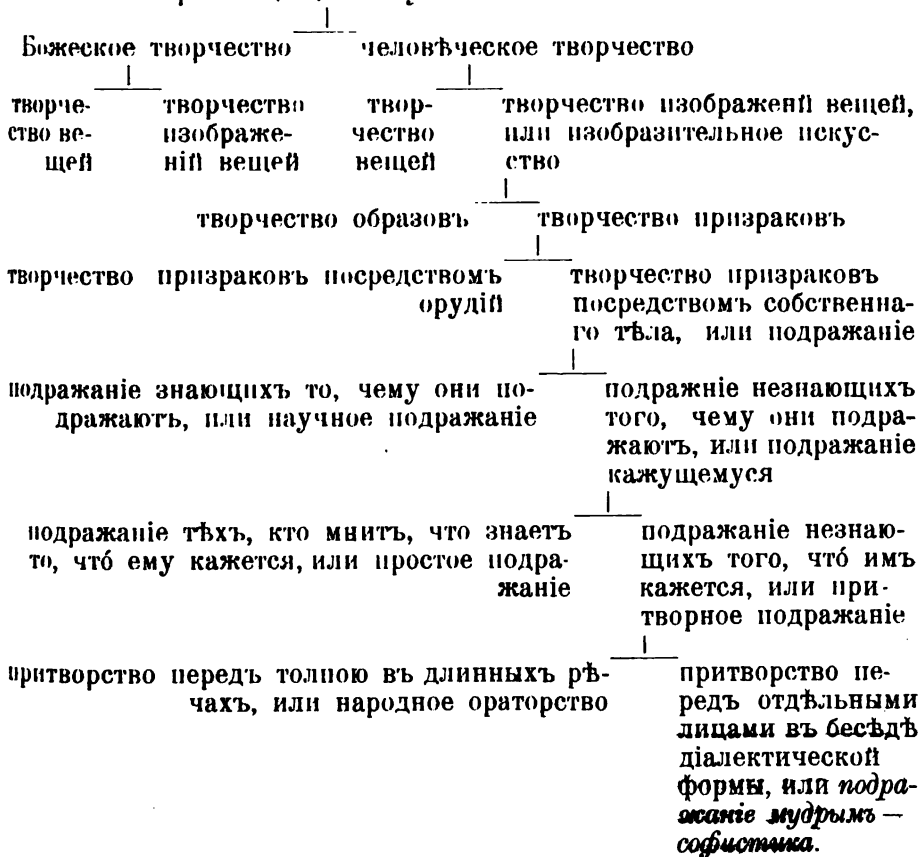 Божеское творчество человѣческое творчество
творче-
ство ве-
щей
творчество
изображе-
ній вещей
твор-
чество
вещей
творчество изображеній вещей,
или изобразительное искус-
ство
творчество образовъ творчество призраковъ
творчество призраковъ посредствомъ
орудій
творчество призраковъ
посредствомъ собственна-
го тѣла, или подражаніе
подражаніе знающихъ то, чему они по-
дражаютъ, или научное подражаніе
подражніе незнающихъ
того, чему они подра-
жаютъ, или подражаніе
кажущемуся
подражаніе тѣхъ, кто мнитъ, что знаетъ
то, что́ ему кажется, или простое подра-
жаніе
подражаніе незнаю-
щихъ того, что́ имъ
кажется, или при-
творное подражаніе
притворство передъ толпою въ длинныхъ рѣ-
чахъ, или народное ораторство
притворство пе-
редъ отдѣльными
лицами въ бесѣдѣ
діалектической
формы, или подра-
жаніе мудрымъ —
софистика.